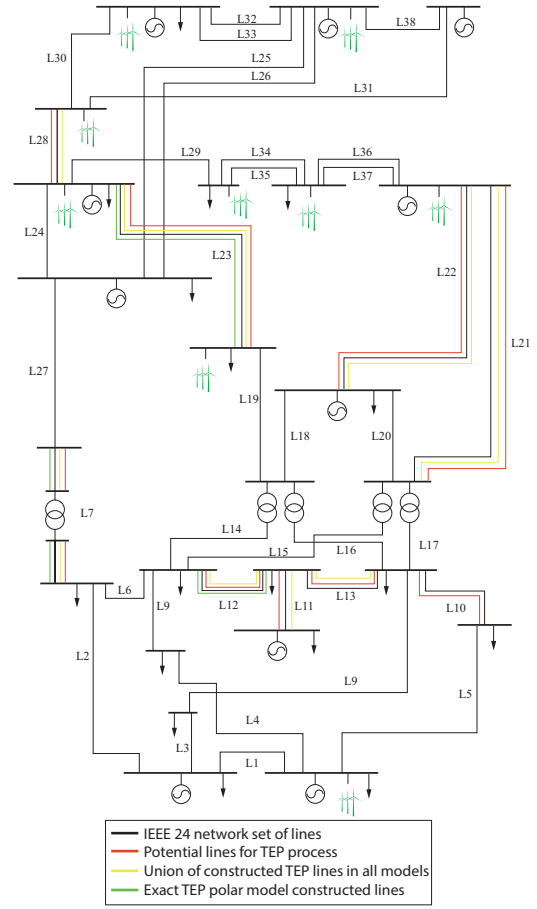 L32
L33
L38
L30
L25
L26
L31
L28
L29
L34
L36
L35
L37
L24
L23
L22
L21
L27
L19
L18
L20
L7
L14
L15
L16
L17
L6
L9
L12
L11
L13
L10
L2
L9
L5
L4
L3
L1
IEEE 24 network set of lines
Potential lines for TEP process
Union of constructed TEP lines in all models
Exact TEP polar model constructed lines